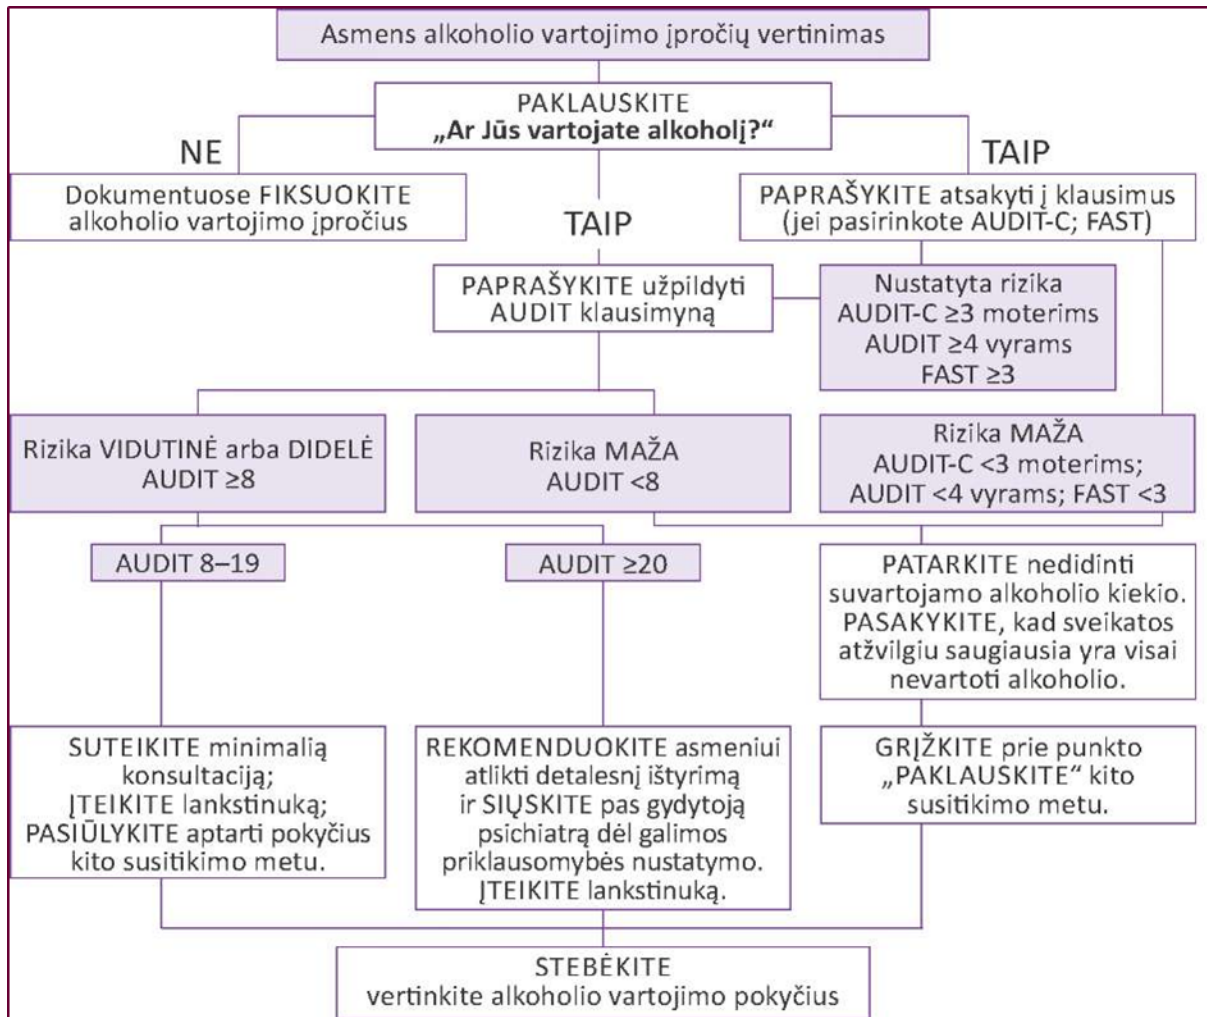 Asmens alkoholio vartojimo įpročių vertinimas
PAKLAUSKITE
„Ar Jūs vartojate alkoholį?“
NE
TAIP
Dokumentuose FIKSUOKITE
alkoholio vartojimo įpročius
TAIP
PAPRAŠYKITE atsakyti į klausimus
(jei pasirinkote AUDIT-C; FAST)
PAPRAŠYKITE užpildyti
AUDIT klausimyną
Nustatyta rizika
AUDIT-C ≥3 moterims
AUDIT ≥4 vyrams
FAST ≥3
Rizika VIDUTINĖ arba DIDELĖ
AUDIT ≥8
Rizika MAŽA
AUDIT <8
Rizika MAŽA
AUDIT-C <3 moterims;
AUDIT <4 vyrams; FAST <3
AUDIT 8–19
AUDIT ≥20
PATARKITE nedidinti
suvartojamo alkoholio kiekio.
PASAKYKITE, kad sveikatos
atžvilgiu saugiausia yra visai
nevartoti alkoholio.
SUTEIKITE minimalią
konsultaciją;
ĮTEIKITE lankstinuką;
PASIŪLYKITE aptarti pokyčius
kito susitikimo metu.
REKOMENDUOKITE asmeniui
atlikti detalesnį ištyrimą
ir SIŲSKITE pas gydytoją
psichiatrą dėl galimos
priklausomybės nustatymo.
ĮTEIKITE lankstinuką.
GRĮŽKITE prie punkto
„PAKLAUSKITE“ kito
susitikimo metu.
STEBĖKITE
vertinkite alkoholio vartojimo pokyčius